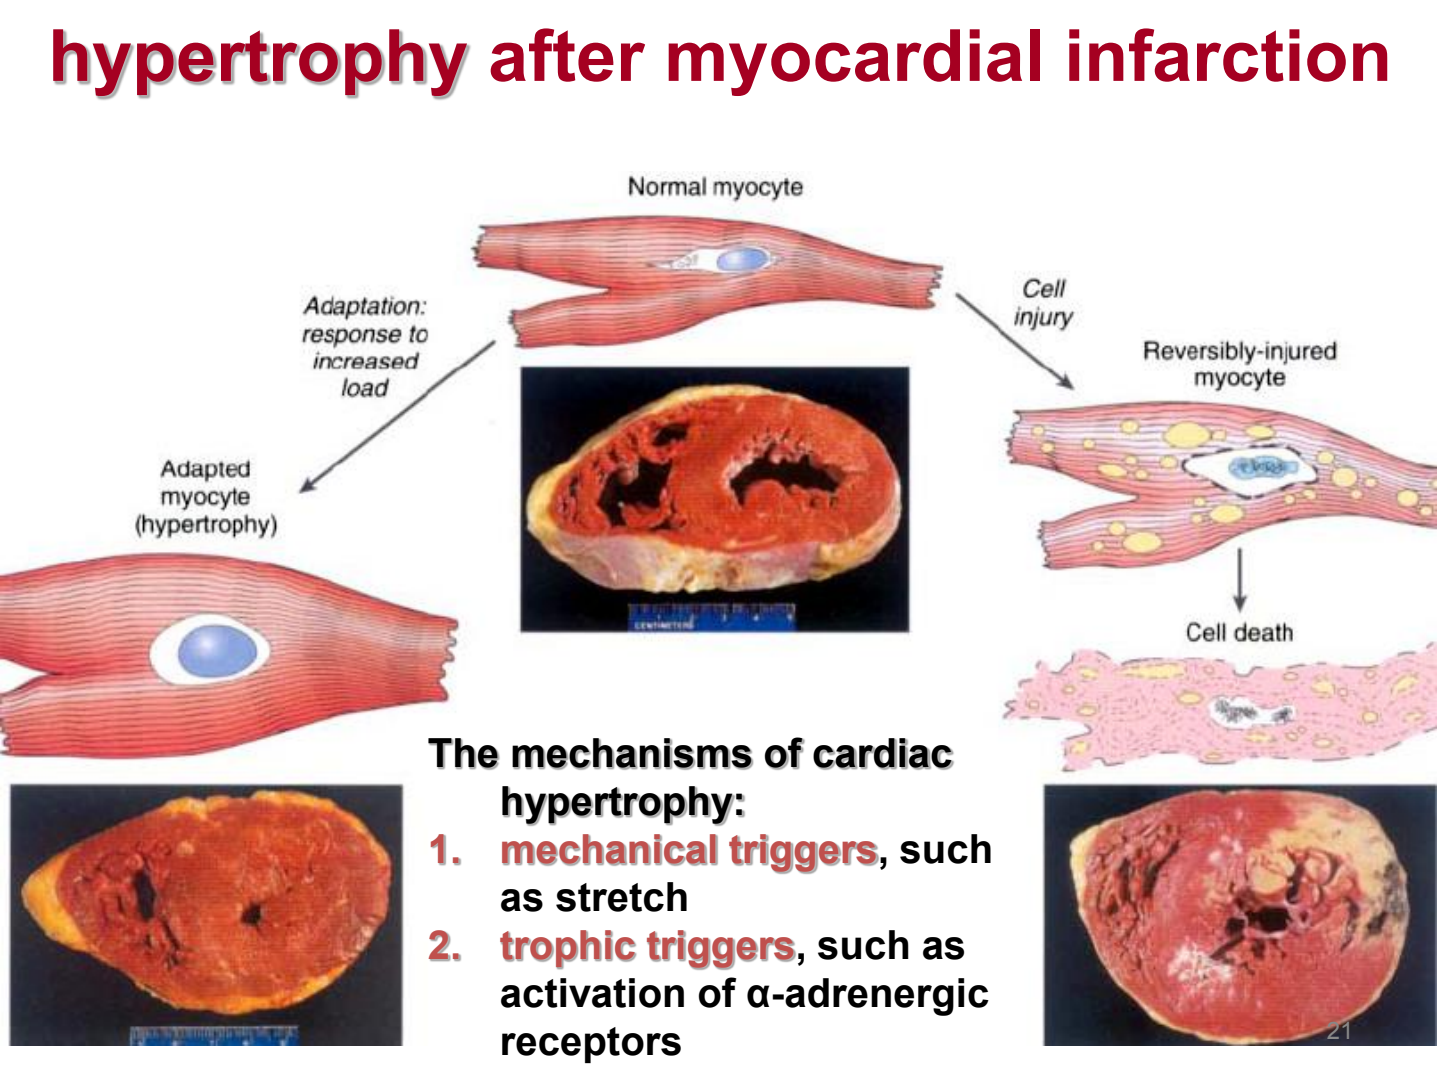 hypertrophy after myocardial infarction
Normal myocyte
Adaptation:
response to
increased
load
Cell
injury
Reversibly-injured
myocyte
Adapted
myocyte
(hypertrophy)
CENTIMETERS
Cell death
The mechanisms of cardiac
hypertrophy:
1. mechanical triggers, such
as stretch
2. trophic triggers, such as
activation of α-adrenergic
receptors
21